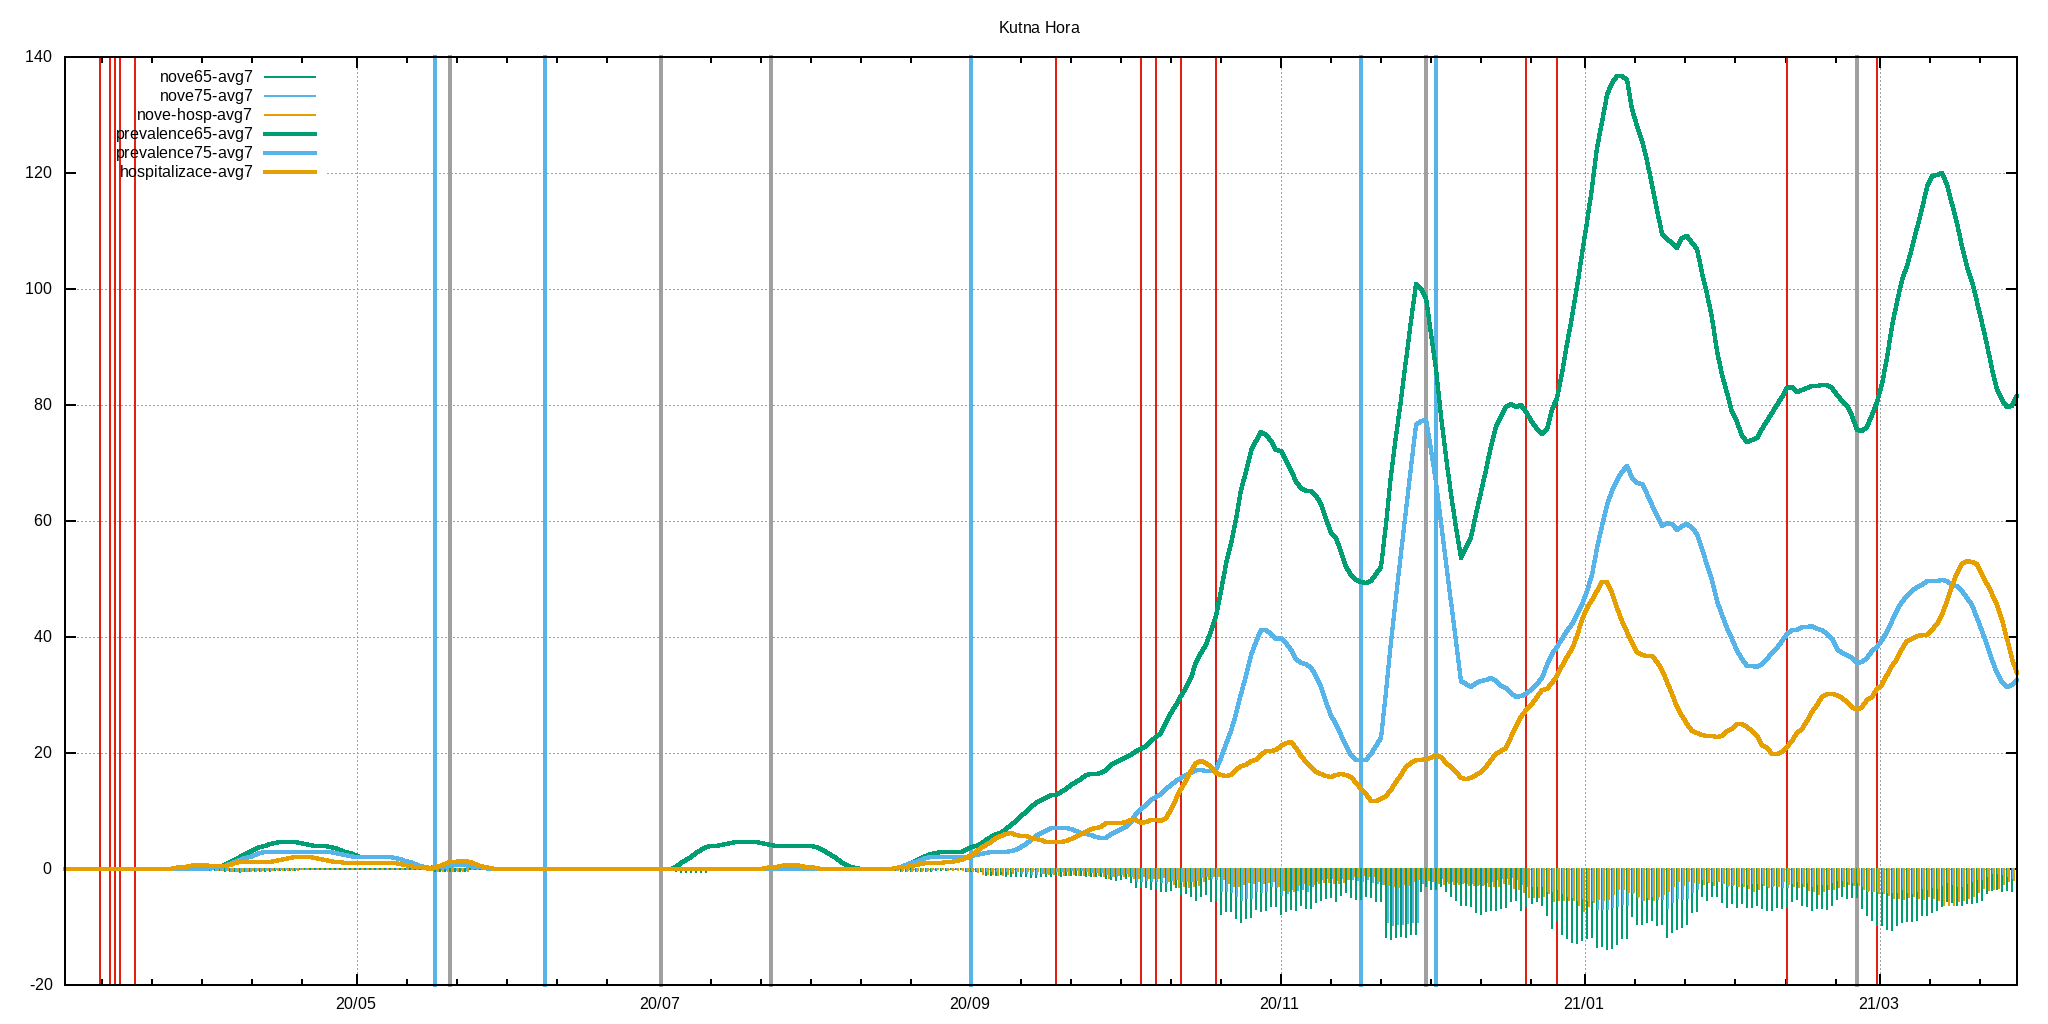 Kutna Hora
140
120
100
80
60
40
20
0
-20
nove65-avg7
nove75-avg7
nove-hosp-avg7
prevalence65-avg7
prevalence75-avg7
hospitalizace-avg7
20/05
20/07
20/09
20/11
21/01
21/03